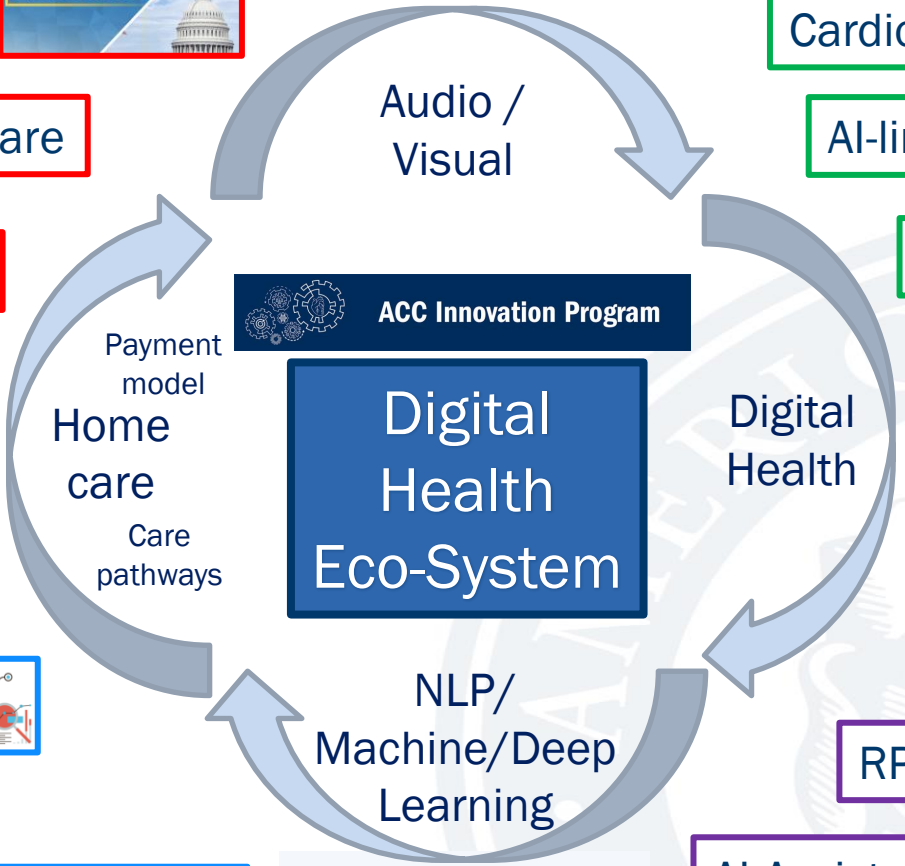 Cardio
are
AI-lin
Audio /
Visual
ACC Innovation Program
Payment
model
Home
care
Care
pathways
Digital
Health
Eco-System
Digital
Health
NLP/
Machine/Deep
Learning
RP